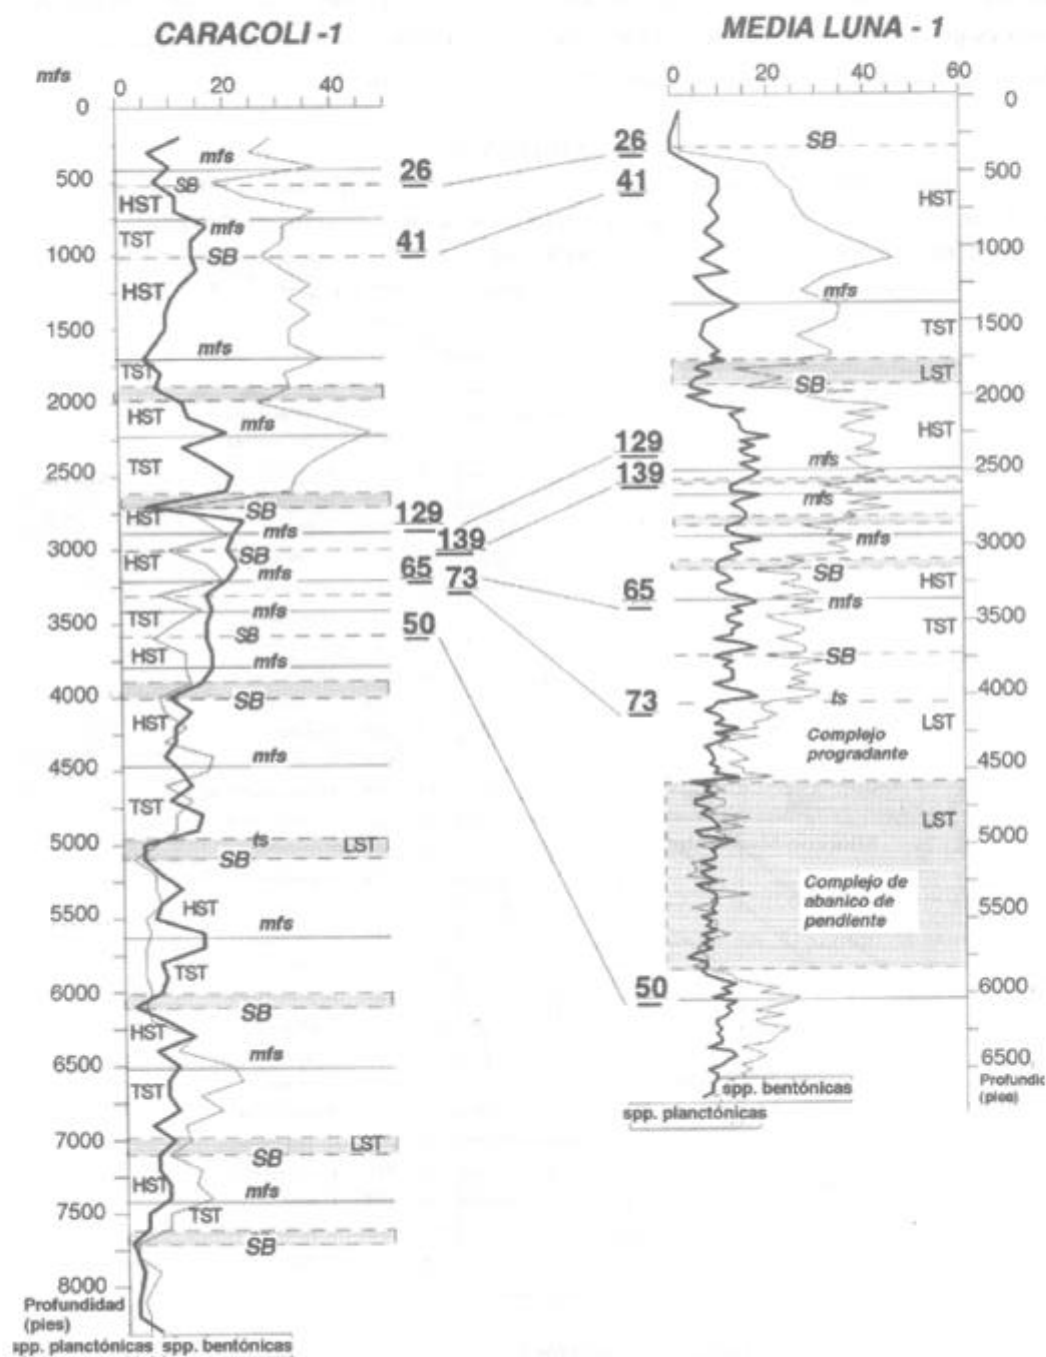 CARACOLI -1
MEDIA LUNA - 1
mfs
0 20 40
0
mfs
26
500
SB
HST
mfs
TST
41
1000
SB
HST
1500
mfs
TST
2000
HST
mfs
TST
2500
SB
HST
129
mfs
3000
139
SB
HST
65
mfs
73
mfs
TST
3500
SB
50
HST
mfs
4000
SB
HST
mfs
4500
TST
ts
LST
5000
SB
HST
5500
mfs
TST
6000
SB
HST
mfs
6500
TST
7000
LST
SB
HST
mfs
7500
TST
SB
8000
Profundidad
(pies)
spp. planctónicas spp. bentónicas
0 20 40 60
0
26
SB
500
41
HST
1000
mfs
TST
1500
LST
SB
2000
HST
129
mfs
2500
139
mfs
mfs
3000
SB
HST
65
mfs
3500
TST
SB
4000
ts
73
LST
Complejo
progradante
4500
LST
5000
Complejo de
abanico de
pendiente
5500
50
6000
6500
spp. bentónicas
Profundic
(pies)
spp. planctónicas